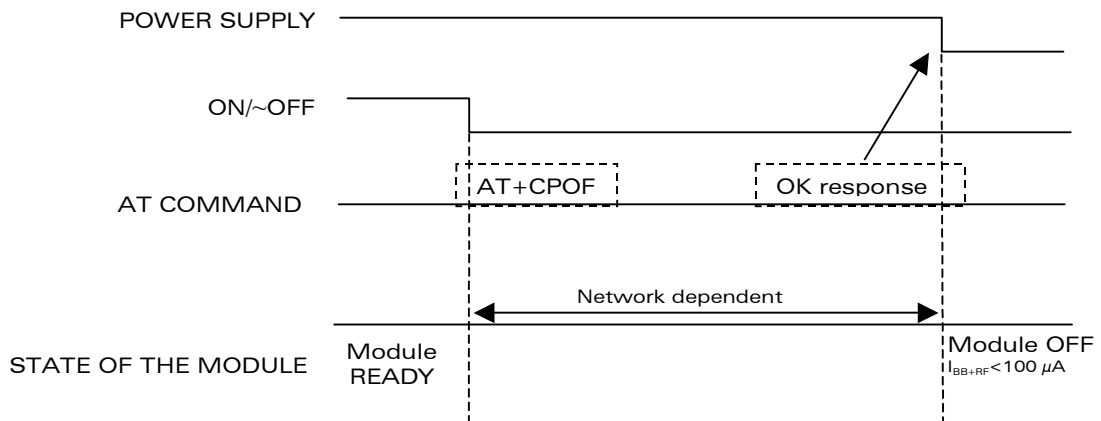 POWER SUPPLY
ON/~OFF
AT COMMAND
AT+CPOF
OK response
Network dependent
STATE OF THE MODULE
Module
READY
Module OFF
I_BB+RF<100 µA